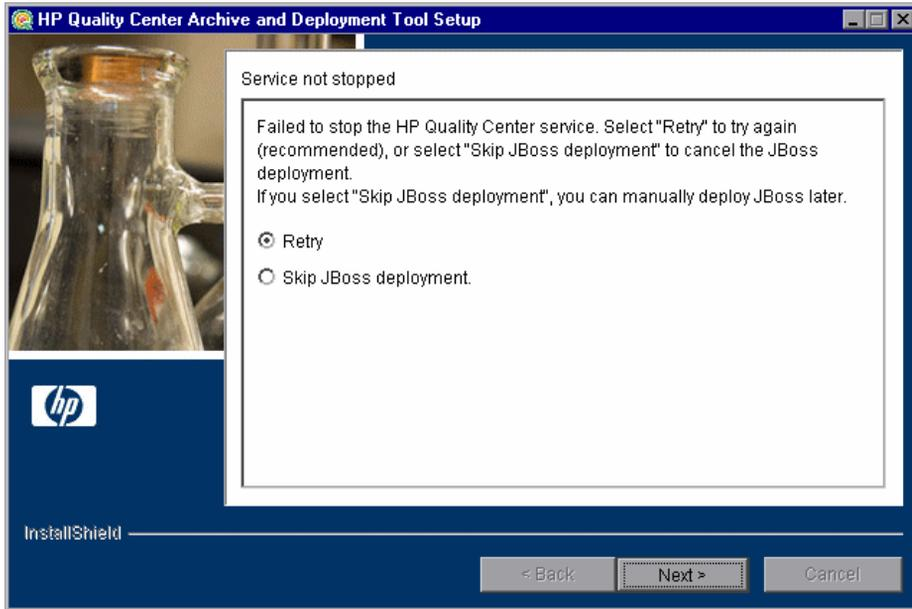 HP Quality Center Archive and Deployment Tool Setup
Service not stopped
Failed to stop the HP Quality Center service. Select "Retry" to try again
(recommended), or select "Skip JBoss deployment" to cancel the JBoss
deployment.
If you select "Skip JBoss deployment", you can manually deploy JBoss later.
Retry
Skip JBoss deployment.
hp
InstallShield
< Back
Next >
Cancel